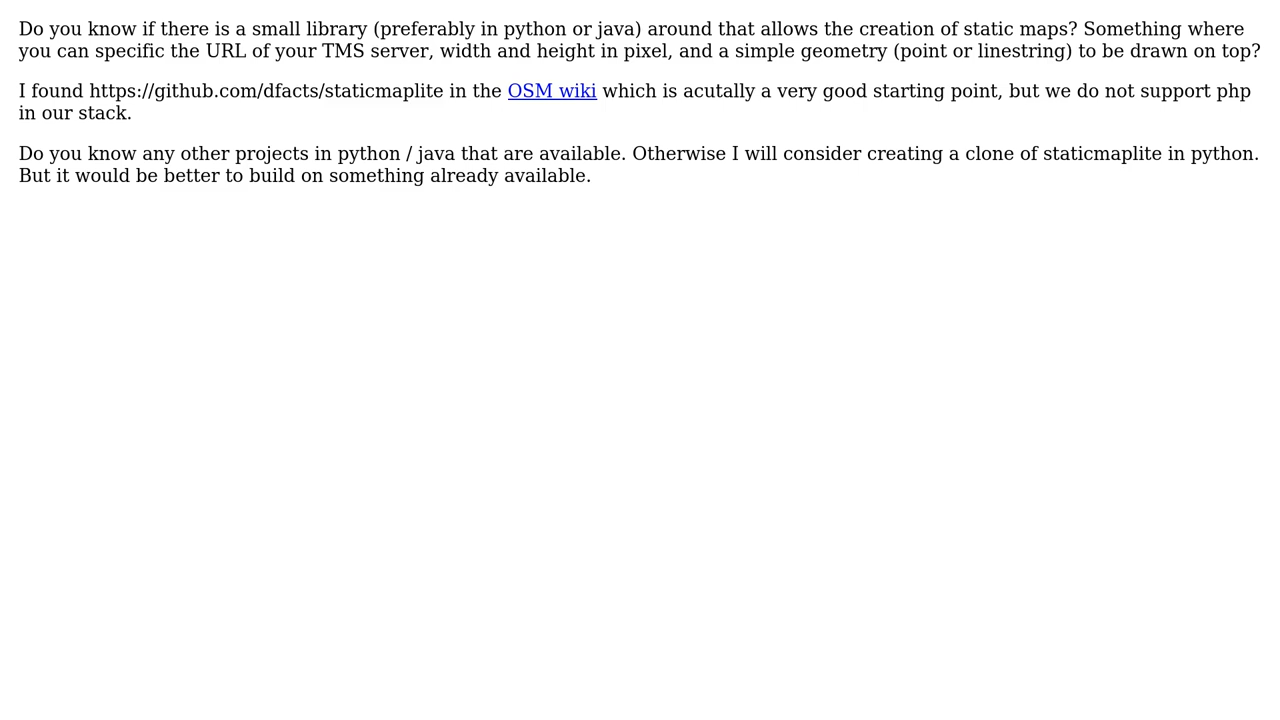 Do you know if there is a small library (preferably in python or java) around that allows the creation of static maps? Something where
you can specific the URL of your TMS server, width and height in pixel, and a simple geometry (point or linestring) to be drawn on top?
I found https://github.com/dfacts/staticmaplite in the OSM wiki which is acutally a very good starting point, but we do not support php
in our stack.
Do you know any other projects in python / java that are available. Otherwise I will consider creating a clone of staticmaplite in python.
But it would be better to build on something already available.